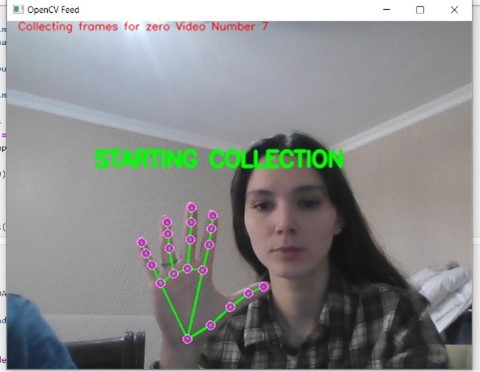 OpenCV Feed
Collecting frames for zero Video Number 7
STARTING COLLECTION